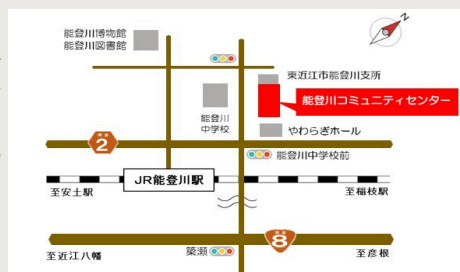 能登川博物館
能登川図書館
N
東近江市能登川支所
能登川コミュニティセンター
能登川
中学校
やわらぎホール
2
能登川中学校前
JR能登川駅
至安土駅
至稲枝駅
8
至近江八幡
簗瀬
至彦根